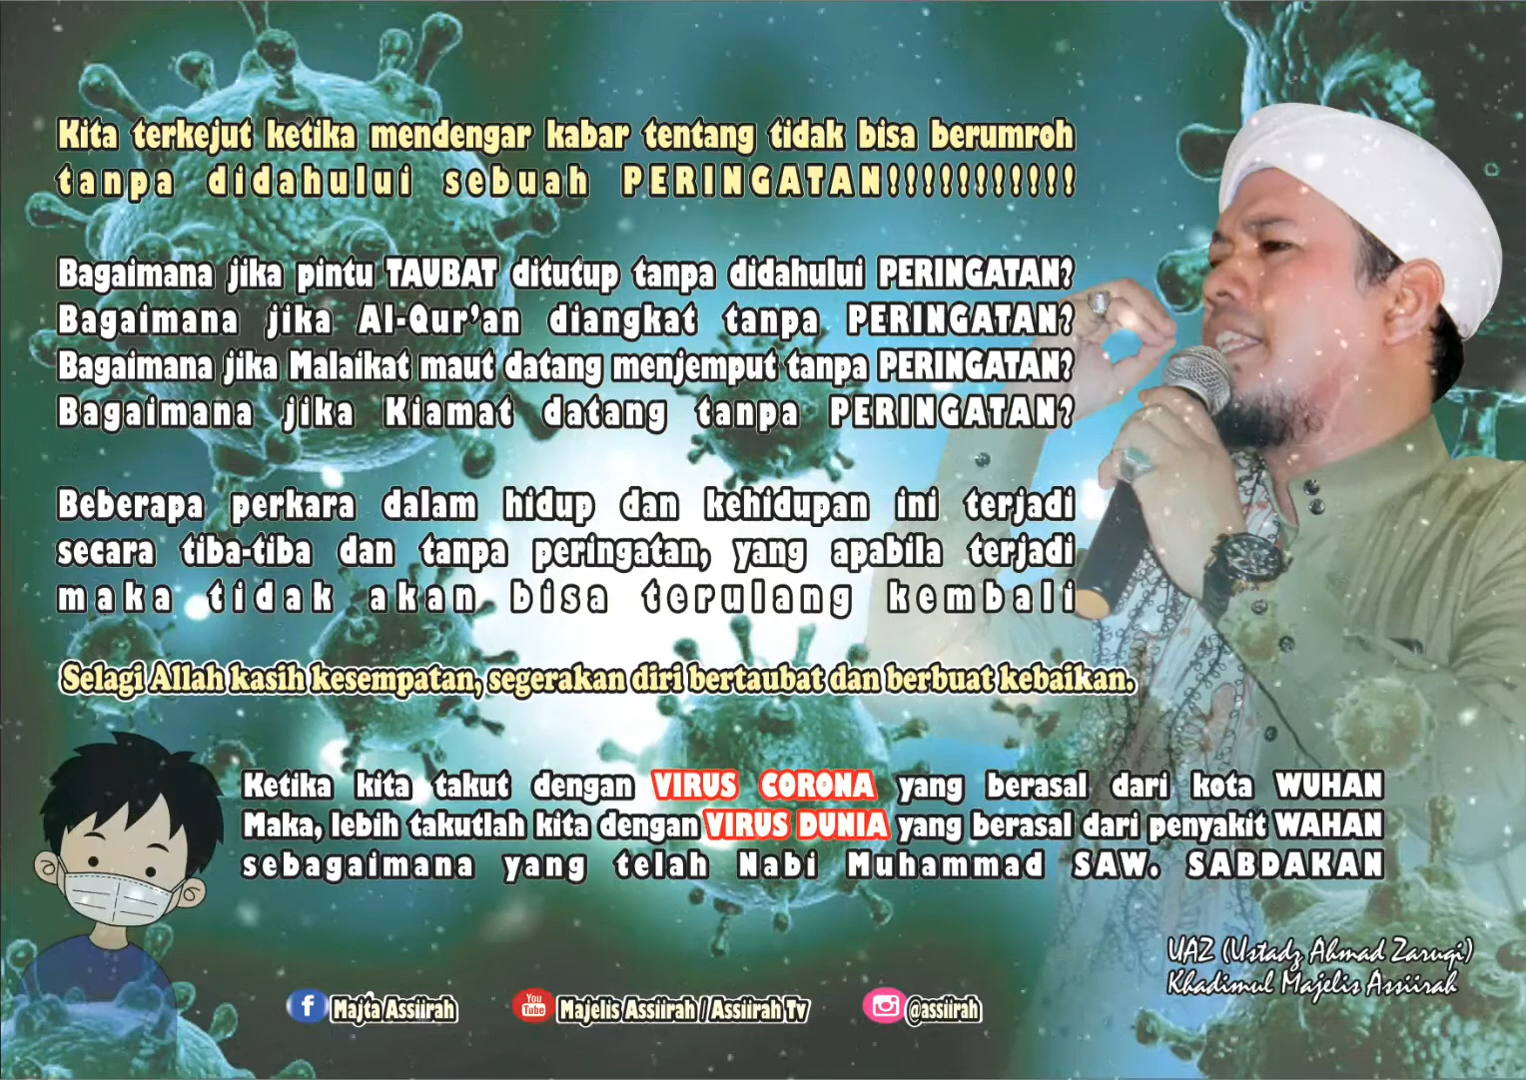 Kita terkejut ketika mendengar kabar tentang tidak bisa berumroh
tanpa didahului sebuah PERINGATAN!!!!!!!!!!!
Bagaimana jika pintu TAUBAT ditutup tanpa didahului PERINGATAN?
Bagaimana jika Al-Qur'an diangkat tanpa PERINGATAN?
Bagaimana jika Malaikat maut datang menjemput tanpa PERINGATAN?
Bagaimana jika Kiamat datang tanpa PERINGATAN?
Beberapa perkara dalam hidup dan kehidupan ini terjadi
secara tiba-tiba dan tanpa peringatan, yang apabila terjadi
maka tidak akan bisa terulang kembali
Selagi Allah kasih kesempatan, segerakan diri bertaubat dan berbuat kebaikan.
Ketika kita takut dengan VIRUS CORONA yang berasal dari kota WUHAN
Maka, lebih takutlah kita dengan VIRUS DUNIA yang berasal dari penyakit WAHAN
sebagaimana yang telah Nabi Muhammad SAW. SABDAKAN
UAZ (Ustadz Ahmad Zaruqi)
Khadimul Majelis Assiirah
f Majta Assiirah You Tube Majelis Assiirah / Assiirah Tv @assiirah